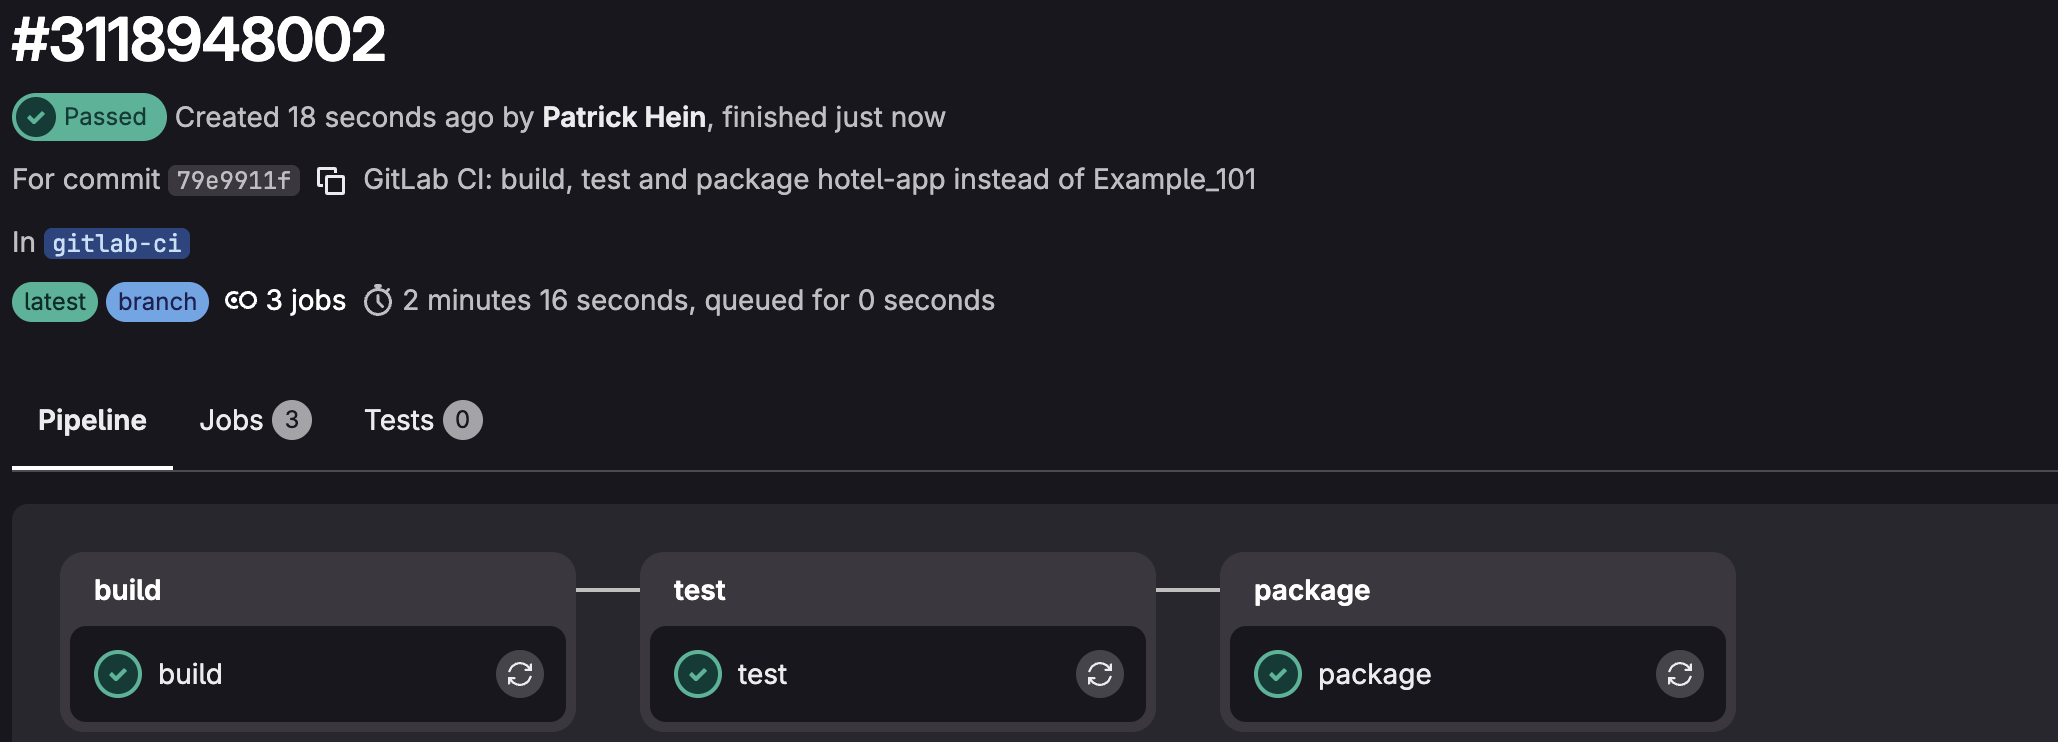 #3118948002
Passed Created 18 seconds ago by Patrick Hein, finished just now
For commit 79e9911f GitLab CI: build, test and package hotel-app instead of Example_101
In gitlab-ci
latest branch 3 jobs 2 minutes 16 seconds, queued for 0 seconds
Pipeline Jobs 3 Tests 0
build test package
build test package